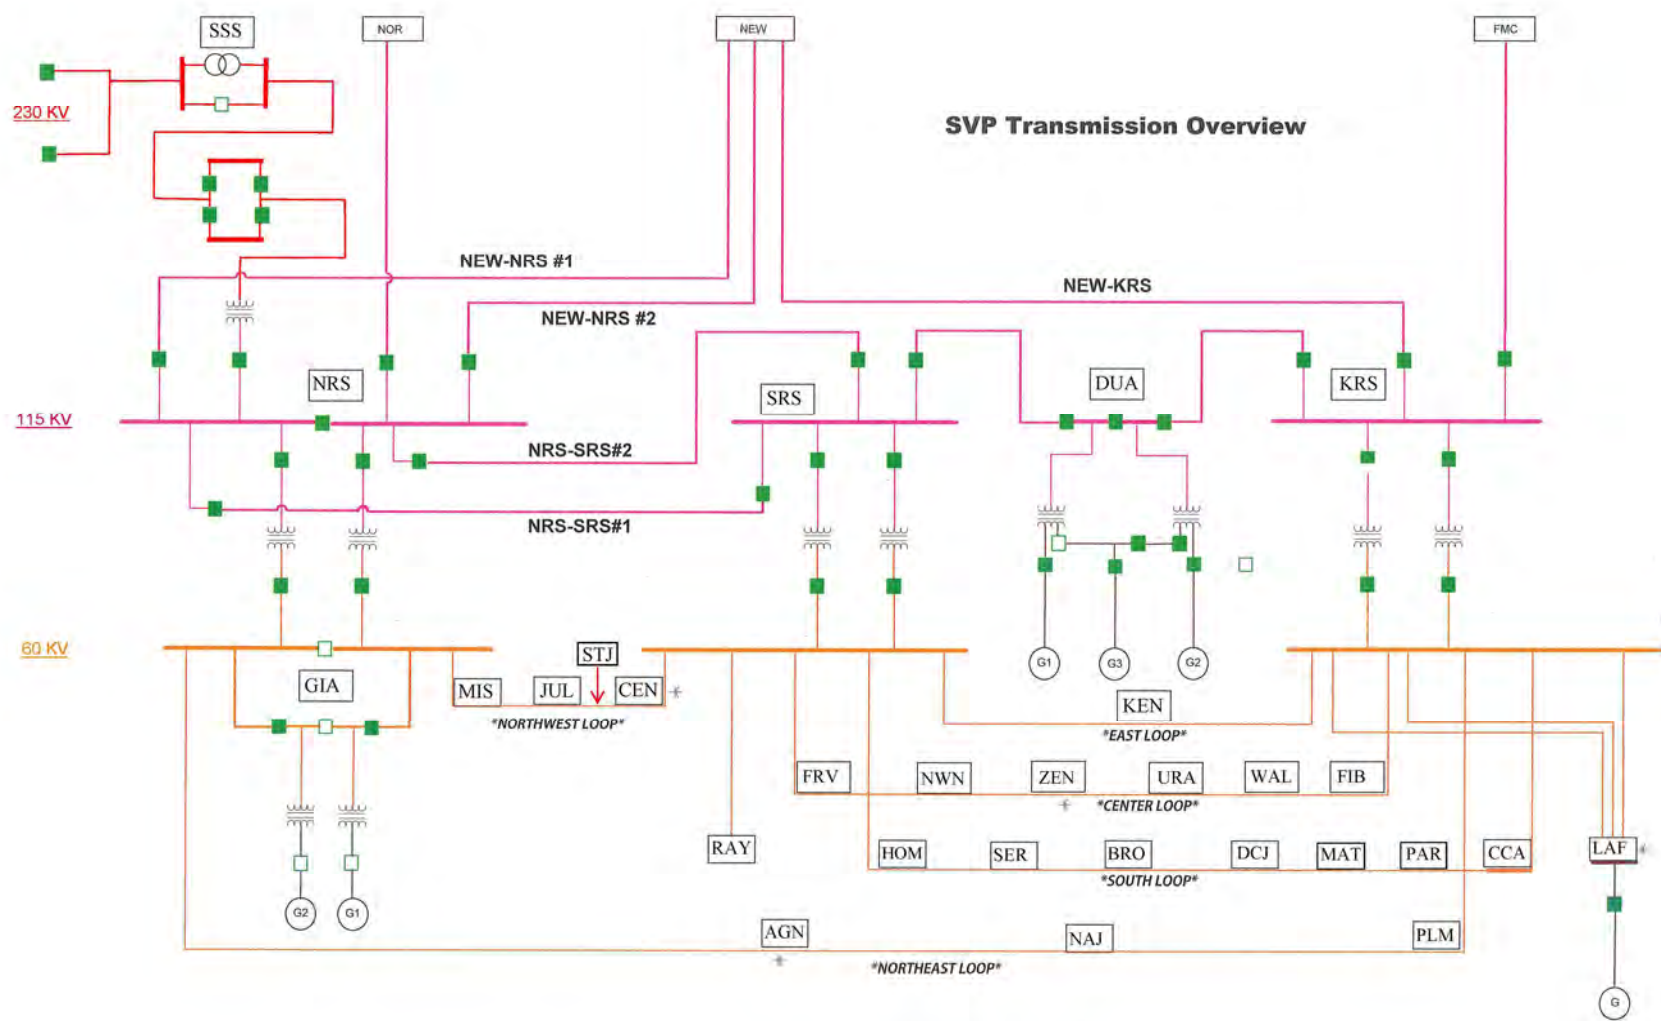 SSS
NOR
NEW
FMC
230 KV
SVP Transmission Overview
NEW-NRS #1
NEW-KRS
NEW-NRS #2
NRS
SRS
DUA
KRS
115 KV
NRS-SRS#2
NRS-SRS#1
60 KV
STJ
G1
G3
G2
GIA
MIS
JUL
CEN
*NORTHWEST LOOP*
KEN
*EAST LOOP*
FRV
NWN
ZEN
URA
WAL
FIB
*CENTER LOOP*
RAY
HOM
SER
BRO
DCJ
MAT
PAR
CCA
LAF
*SOUTH LOOP*
G2
G1
AGN
NAJ
PLM
*NORTHEAST LOOP*
G